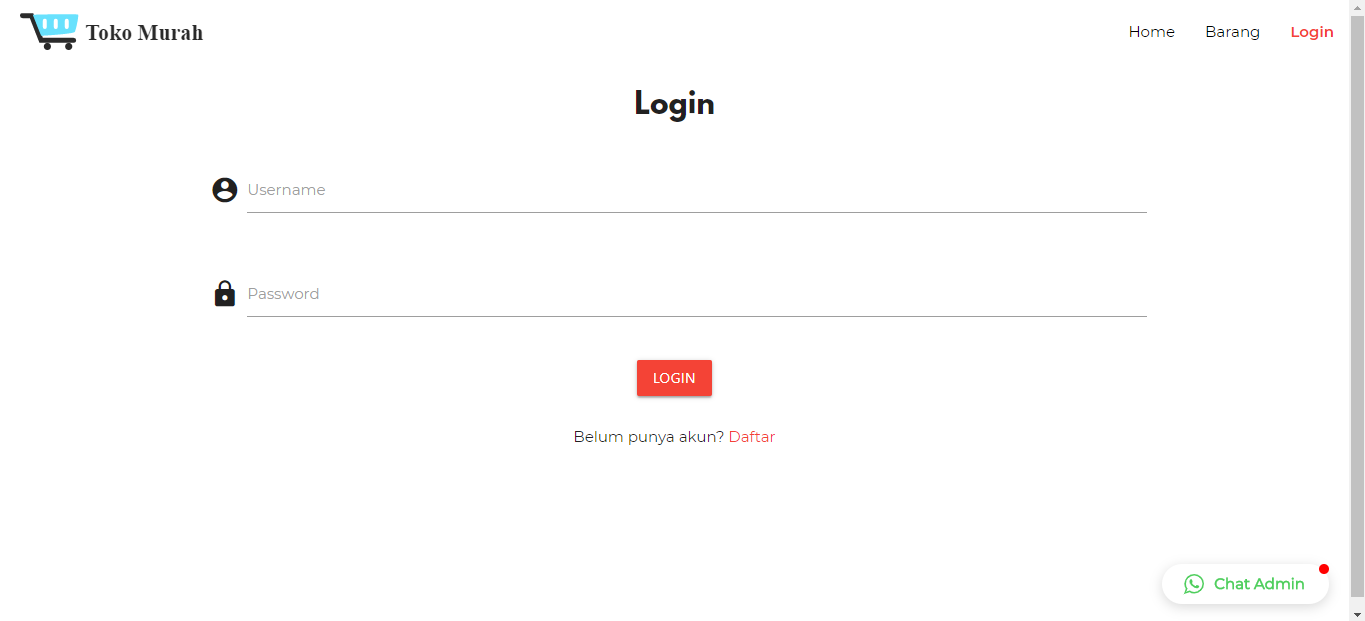 Toko Murah
Home Barang Login
Login
Username
Password
LOGIN
Belum punya akun? Daftar
Chat Admin